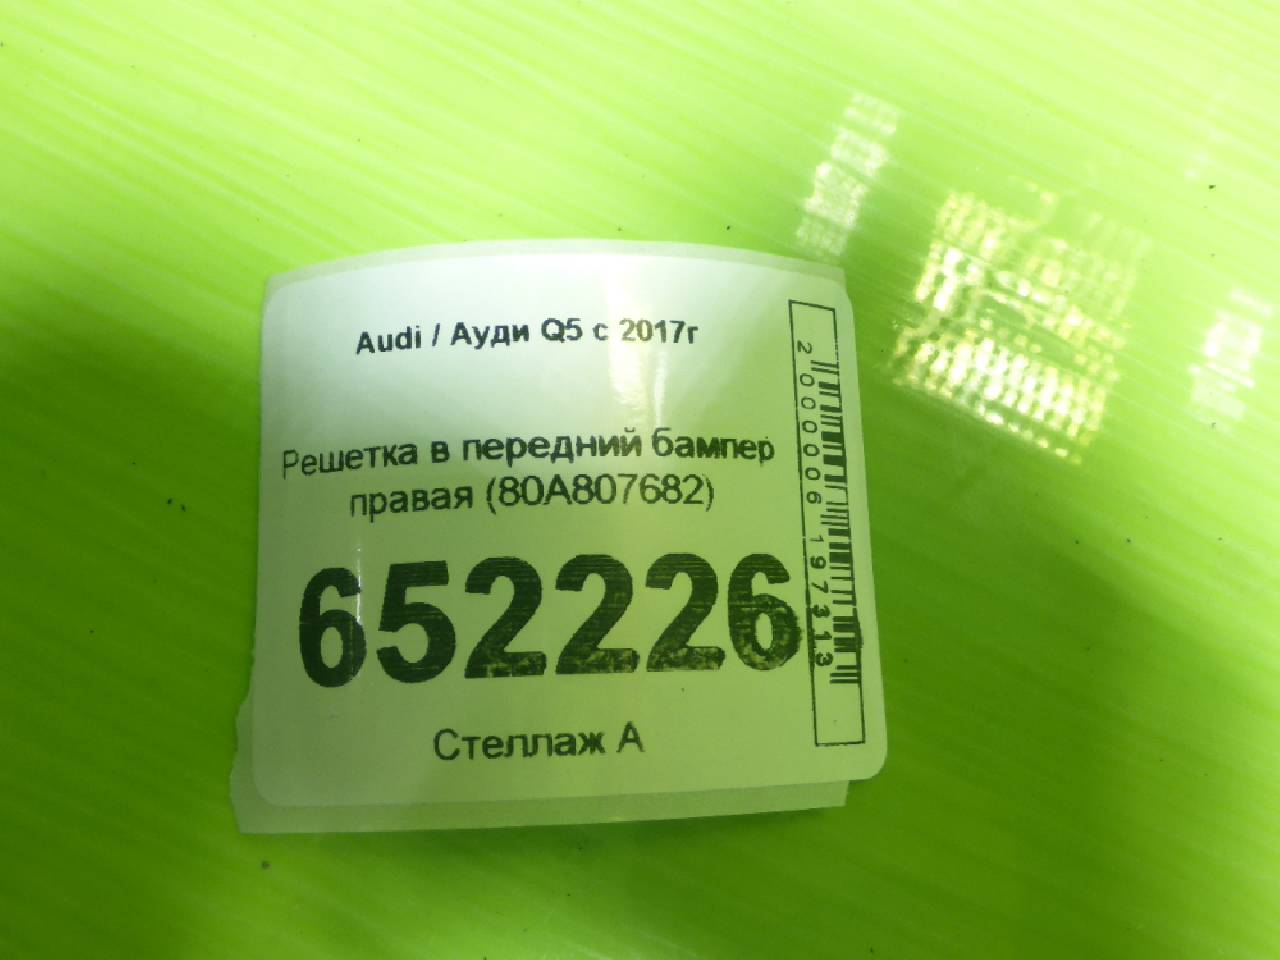 Audi / Ауди Q5 с 2017г
Решетка в передний бампер
правая (80A807682)
652226
Стеллаж А
2000006197313